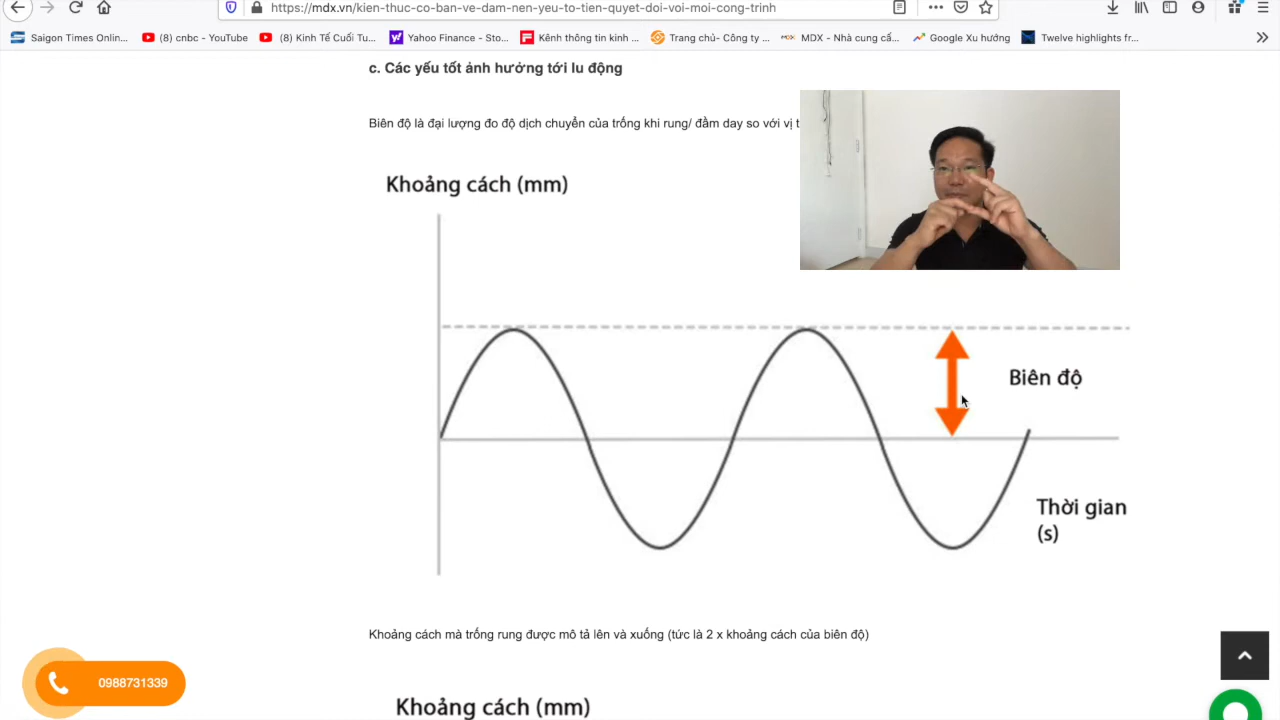 https://mdx.vn/kien-thuc-co-ban-ve-dam-nen-yeu-to-tien-quyet-doi-voi-moi-cong-trinh
Saigon Times Onlin... (8) cnbc - YouTube (8) Kinh Tế Cuối Tu... Yahoo Finance - Sto... Kênh thông tin kinh ... Trang chủ- Công ty ... MDX - Nhà cung cấ... Google Xu hướng Twelve highlights fr...
c. Các yếu tốt ảnh hưởng tới lu động
Biên độ là đại lượng đo độ dịch chuyển của trống khi rung/ đầm day so với vị t
Khoảng cách (mm)
Biên độ
Thời gian
(s)
Khoảng cách mà trống rung được mô tả lên và xuống (tức là 2 x khoảng cách của biên độ)
0988731339
Khoảng cách (mm)